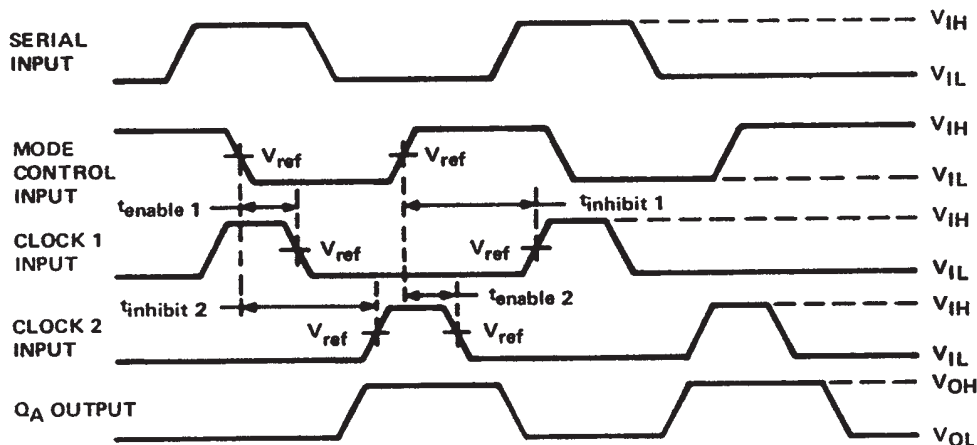 SERIAL
INPUT
V_IH
V_IL
MODE
CONTROL
INPUT
V_ref
V_ref
V_IH
V_IL
t_enable 1
t_inhibit 1
CLOCK 1
INPUT
V_ref
V_ref
V_IH
V_IL
t_inhibit 2
t_enable 2
CLOCK 2
INPUT
V_ref
V_ref
V_IH
V_IL
Q_A OUTPUT
V_OH
V_OL